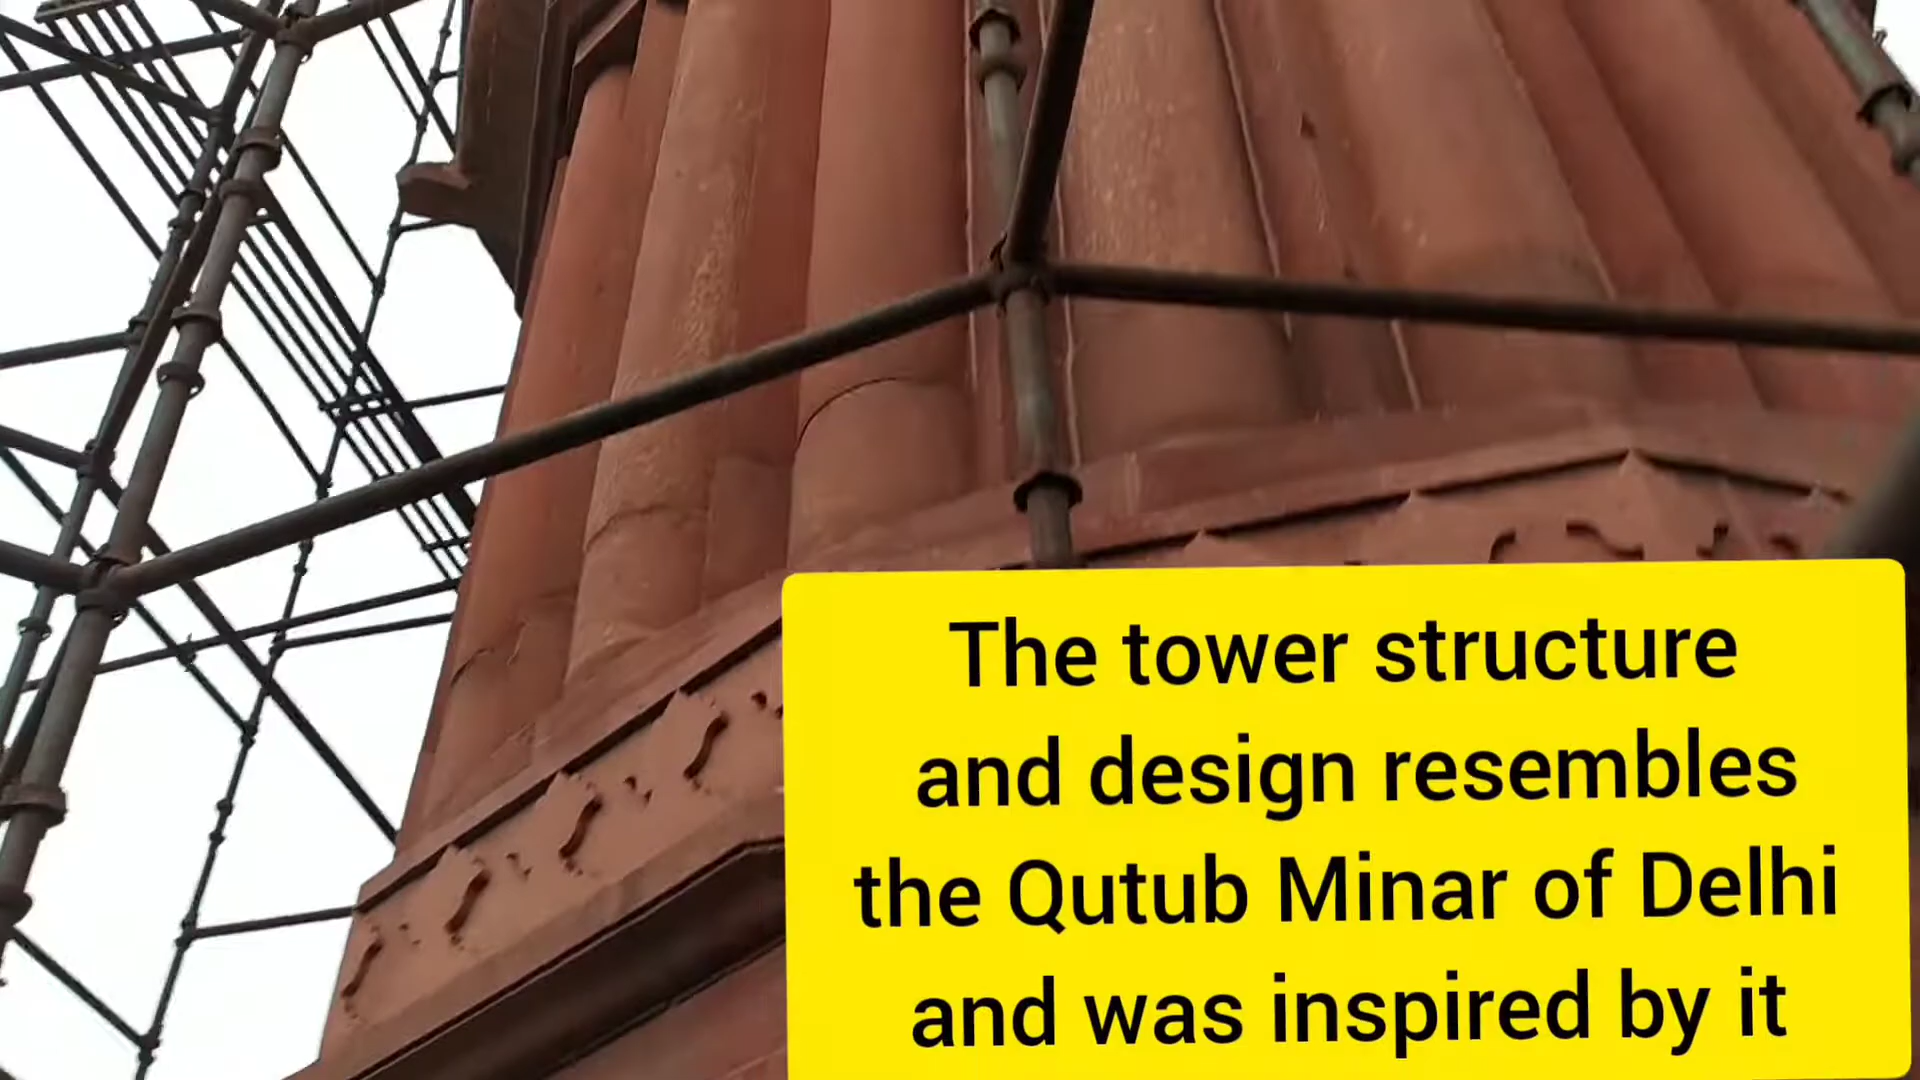 The tower structure
and design resembles
the Qutub Minar of Delhi
and was inspired by it